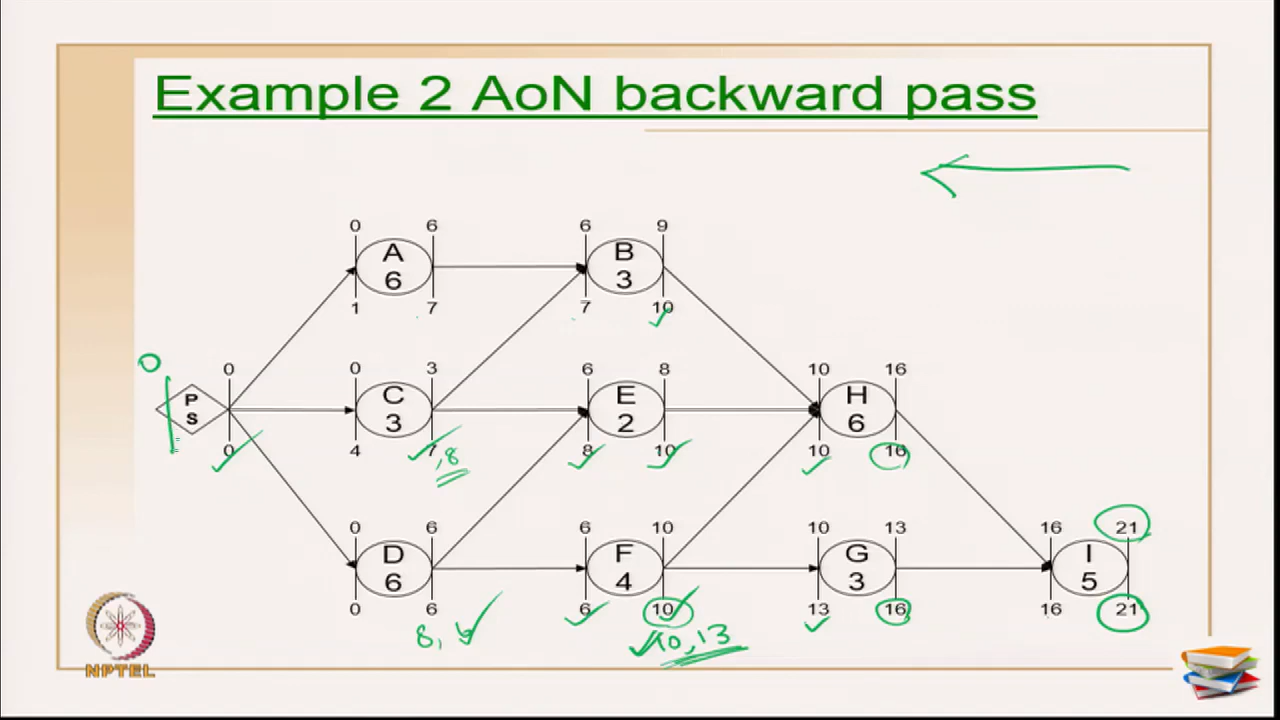 Example 2 AoN backward pass
0 6 6 9
A B
6 3
1 7 7 10
0
0 0 3 6 8 10 16
P C E H
S 3 2 6
0 4 7 ,8 8 10 10 16
0 6 6 10 10 13 16 21
D F G I
6 4 3 5
0 6 6 10 13 16 16 21
8, 6 10, 13
NPTEL